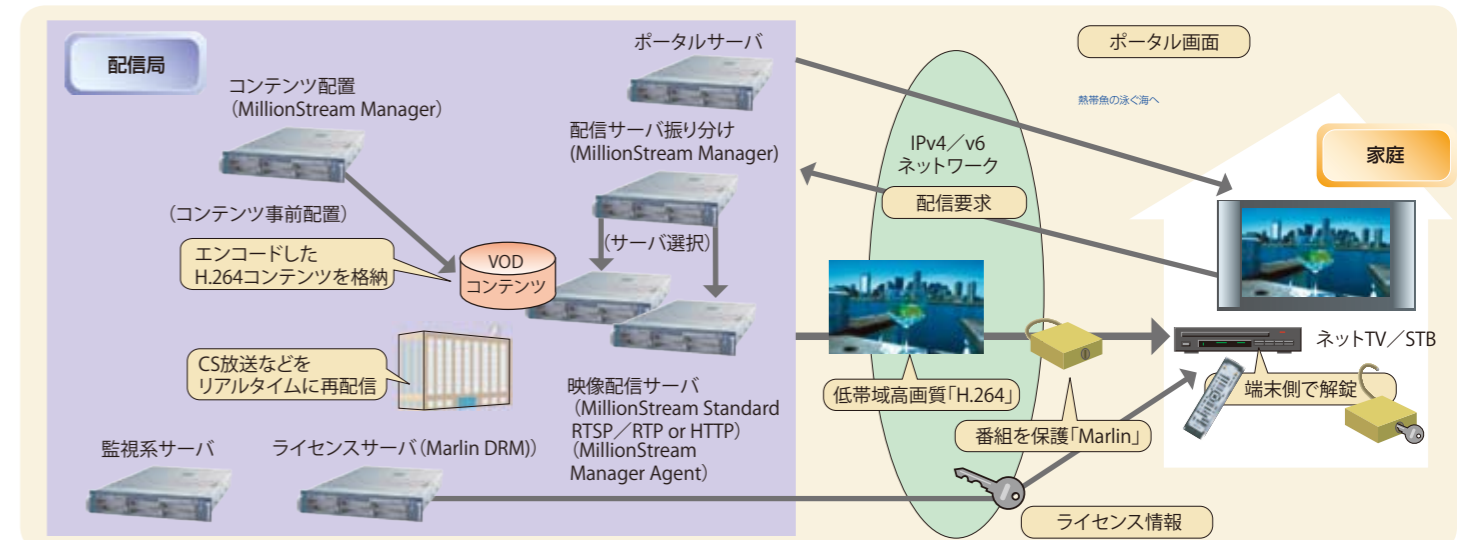 配信局
コンテンツ配置
（MillionStream Manager）
ポータルサーバ
配信サーバ振り分け
(MillionStream Manager)
（コンテンツ事前配置）
エンコードした
H.264コンテンツを格納
VOD
コンテンツ
（サーバ選択）
CS放送などを
リアルタイムに再配信
映像配信サーバ
（MillionStream Standard
RTSP／RTP or HTTP）
（MillionStream
Manager Agent）
監視系サーバ
ライセンスサーバ（Marlin DRM)）
IPv4／v6
ネットワーク
配信要求
低帯域高画質「H.264」
番組を保護「Marlin」
ライセンス情報
ポータル画面
熱帯魚の泳ぐ海へ
家庭
ネットTV／STB
端末側で解錠